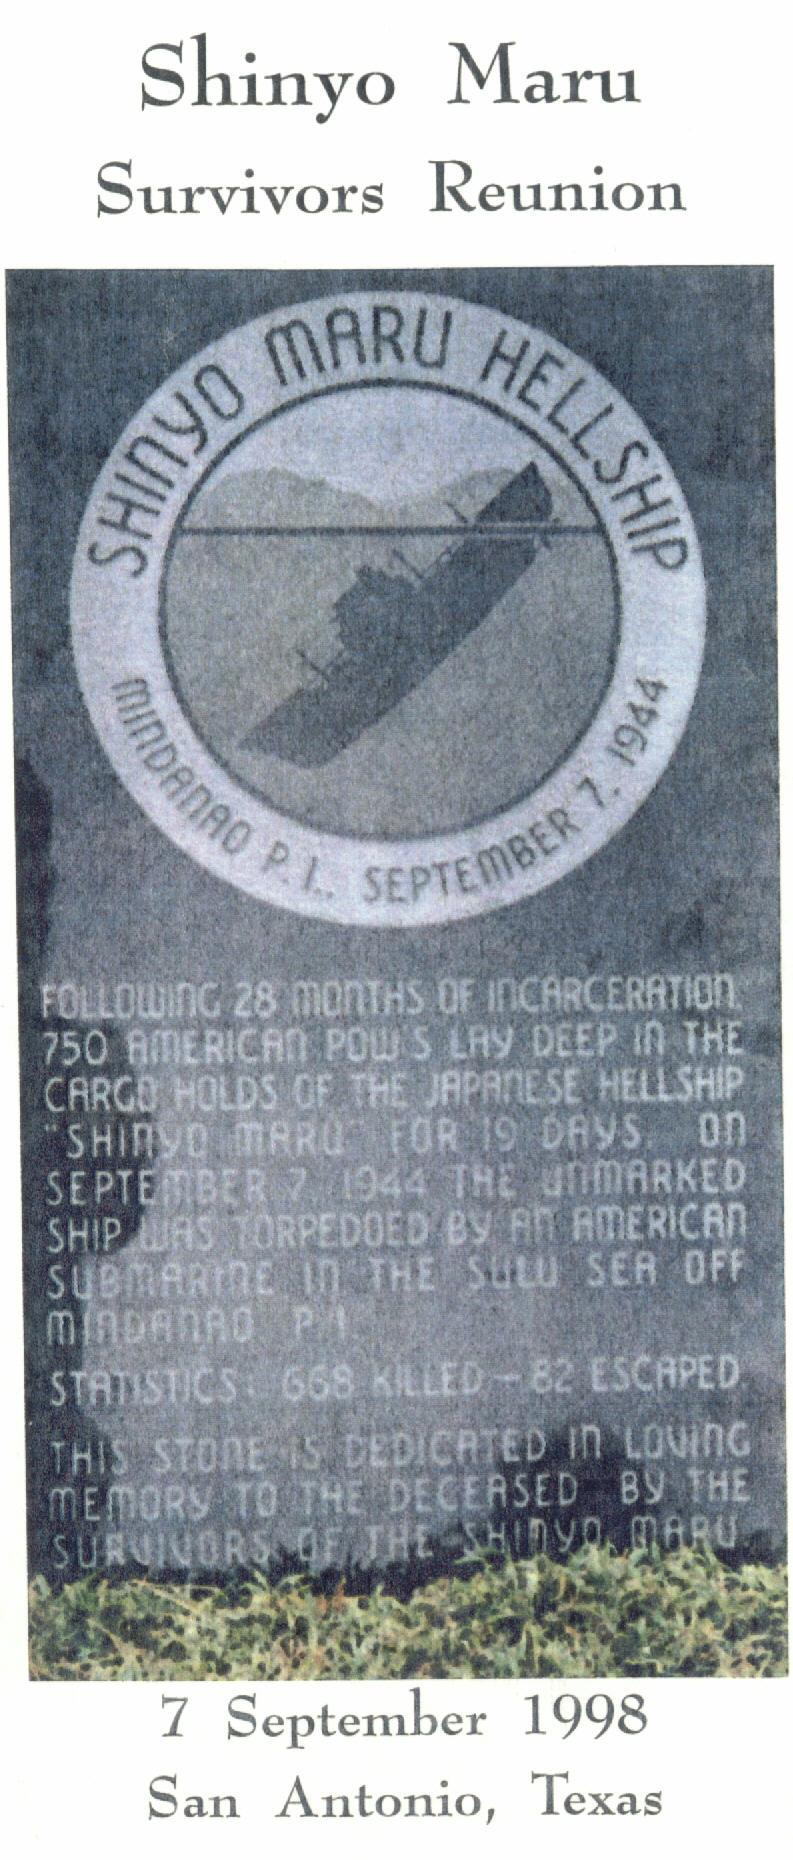 Shinyo Maru
Survivors Reunion
SHINYO MARU HELLSHIP
MINDANAO P.I., SEPTEMBER 7, 1944
FOLLOWING 28 MONTHS OF INCARCERATION,
750 AMERICAN POW'S LAY DEEP IN THE
CARGO HOLDS OF THE JAPANESE HELLSHIP
"SHINYO MARU" FOR 19 DAYS. ON
SEPTEMBER 7, 1944 THE UNMARKED
SHIP WAS TORPEDOED BY AN AMERICAN
SUBMARINE IN THE SULU SEA OFF
MINDANAO P.I.
STATISTICS: 668 KILLED – 82 ESCAPED.
THIS STONE IS DEDICATED IN LOVING
MEMORY TO THE DECEASED BY THE
SURVIVORS OF THE SHINYO MARU
7 September 1998
San Antonio, Texas